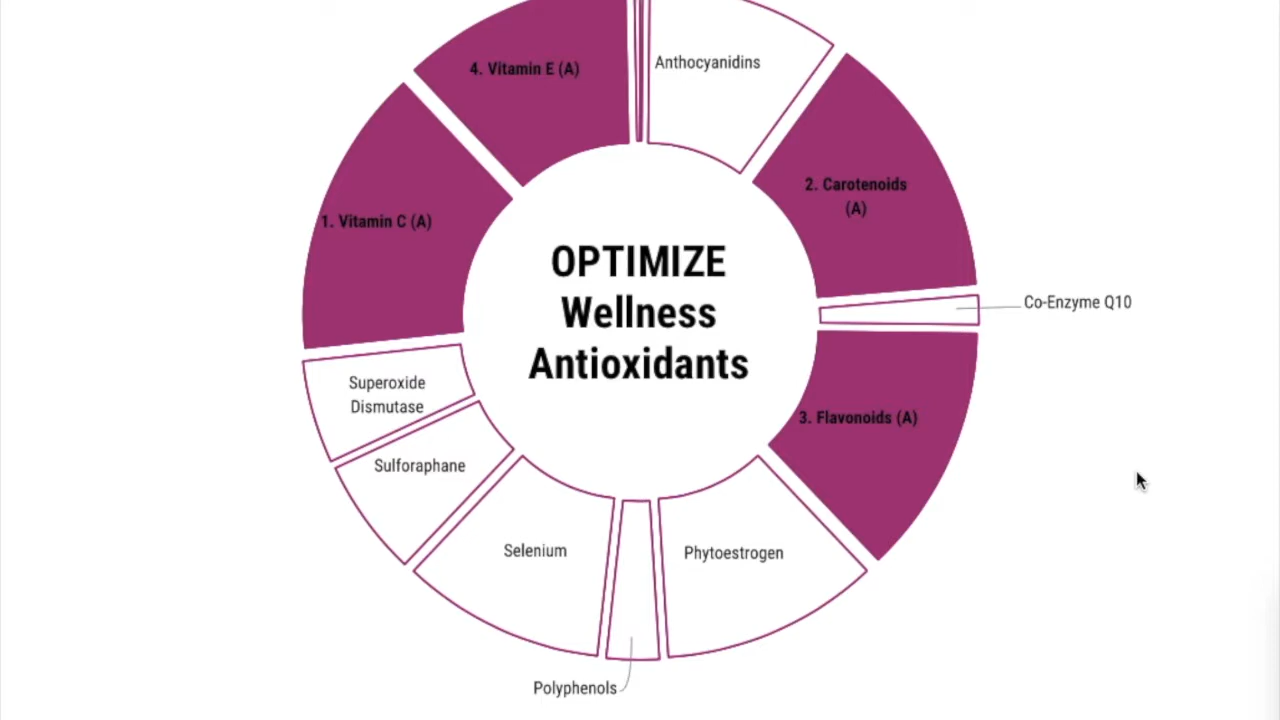 4. Vitamin E (A)
Anthocyanidins
2. Carotenoids
(A)
1. Vitamin C (A)
OPTIMIZE
Wellness
Antioxidants
Co-Enzyme Q10
Superoxide
Dismutase
3. Flavonoids (A)
Sulforaphane
Selenium
Phytoestrogen
Polyphenols